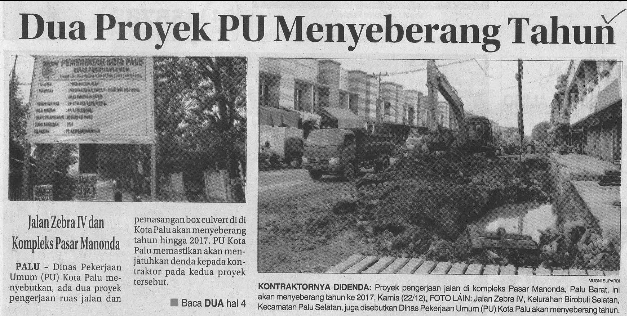 Dua Proyek PU Menyeberang Tahun
PEMERINTAH KOTA PALU
Jalan Zebra IV dan
Kompleks Pasar Manonda
PALU – Dinas Pekerjaan
Umum (PU) Kota Palu me-
nyebutkan, ada dua proyek
pengerjaan ruas jalan dan
pemasangan box culvert di di
Kota Palu akan menyeberang
tahun hingga 2017. PU Kota
Palu memastikan akan men-
jatuhkan denda kepada kon-
traktor pada kedua proyek
tersebut.
Baca DUA hal 4
KONTRAKTORNYA DIDENDA: Proyek pengerjaan jalan di kompleks Pasar Manonda, Palu Barat, ini
akan menyeberang tahun ke 2017, Kamis (22/12). FOTO LAIN: Jalan Zebra IV, Kelurahan Birobuli Selatan,
Kecamatan Palu Selatan, juga disebutkan Dinas Pekerjaan Umum (PU) Kota Palu akan menyeberang tahun.